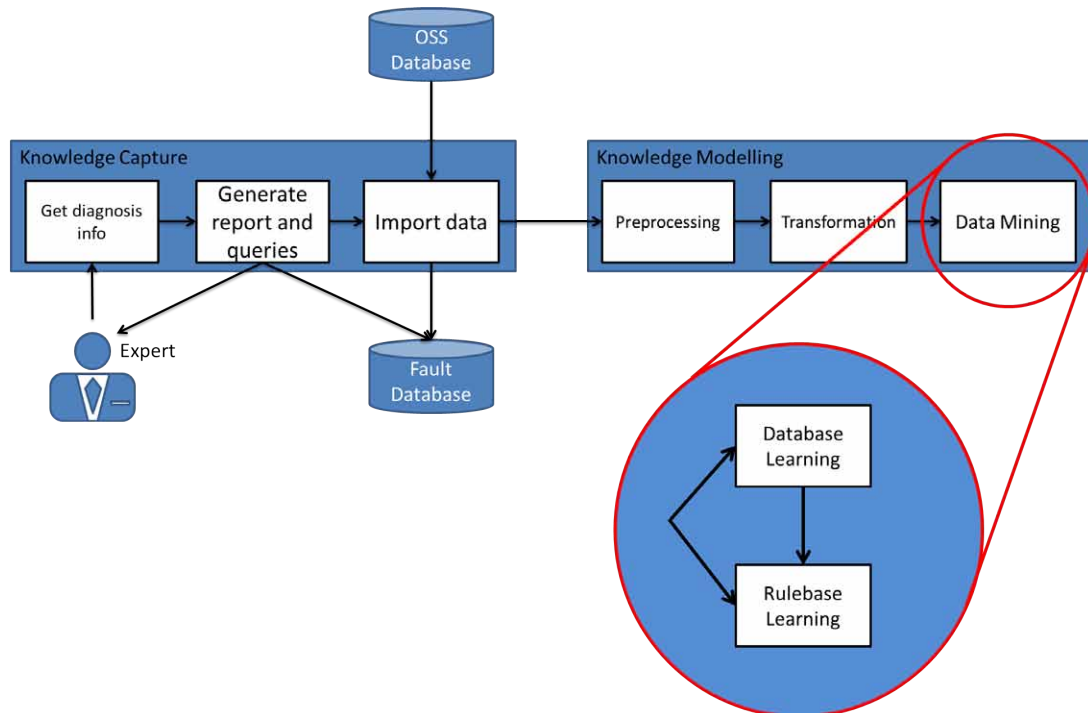 OSS
Database
Knowledge Capture
Get diagnosis
info
Generate
report and
queries
Import data
Knowledge Modelling
Preprocessing
Transformation
Data Mining
Expert
Fault
Database
Database
Learning
Rulebase
Learning